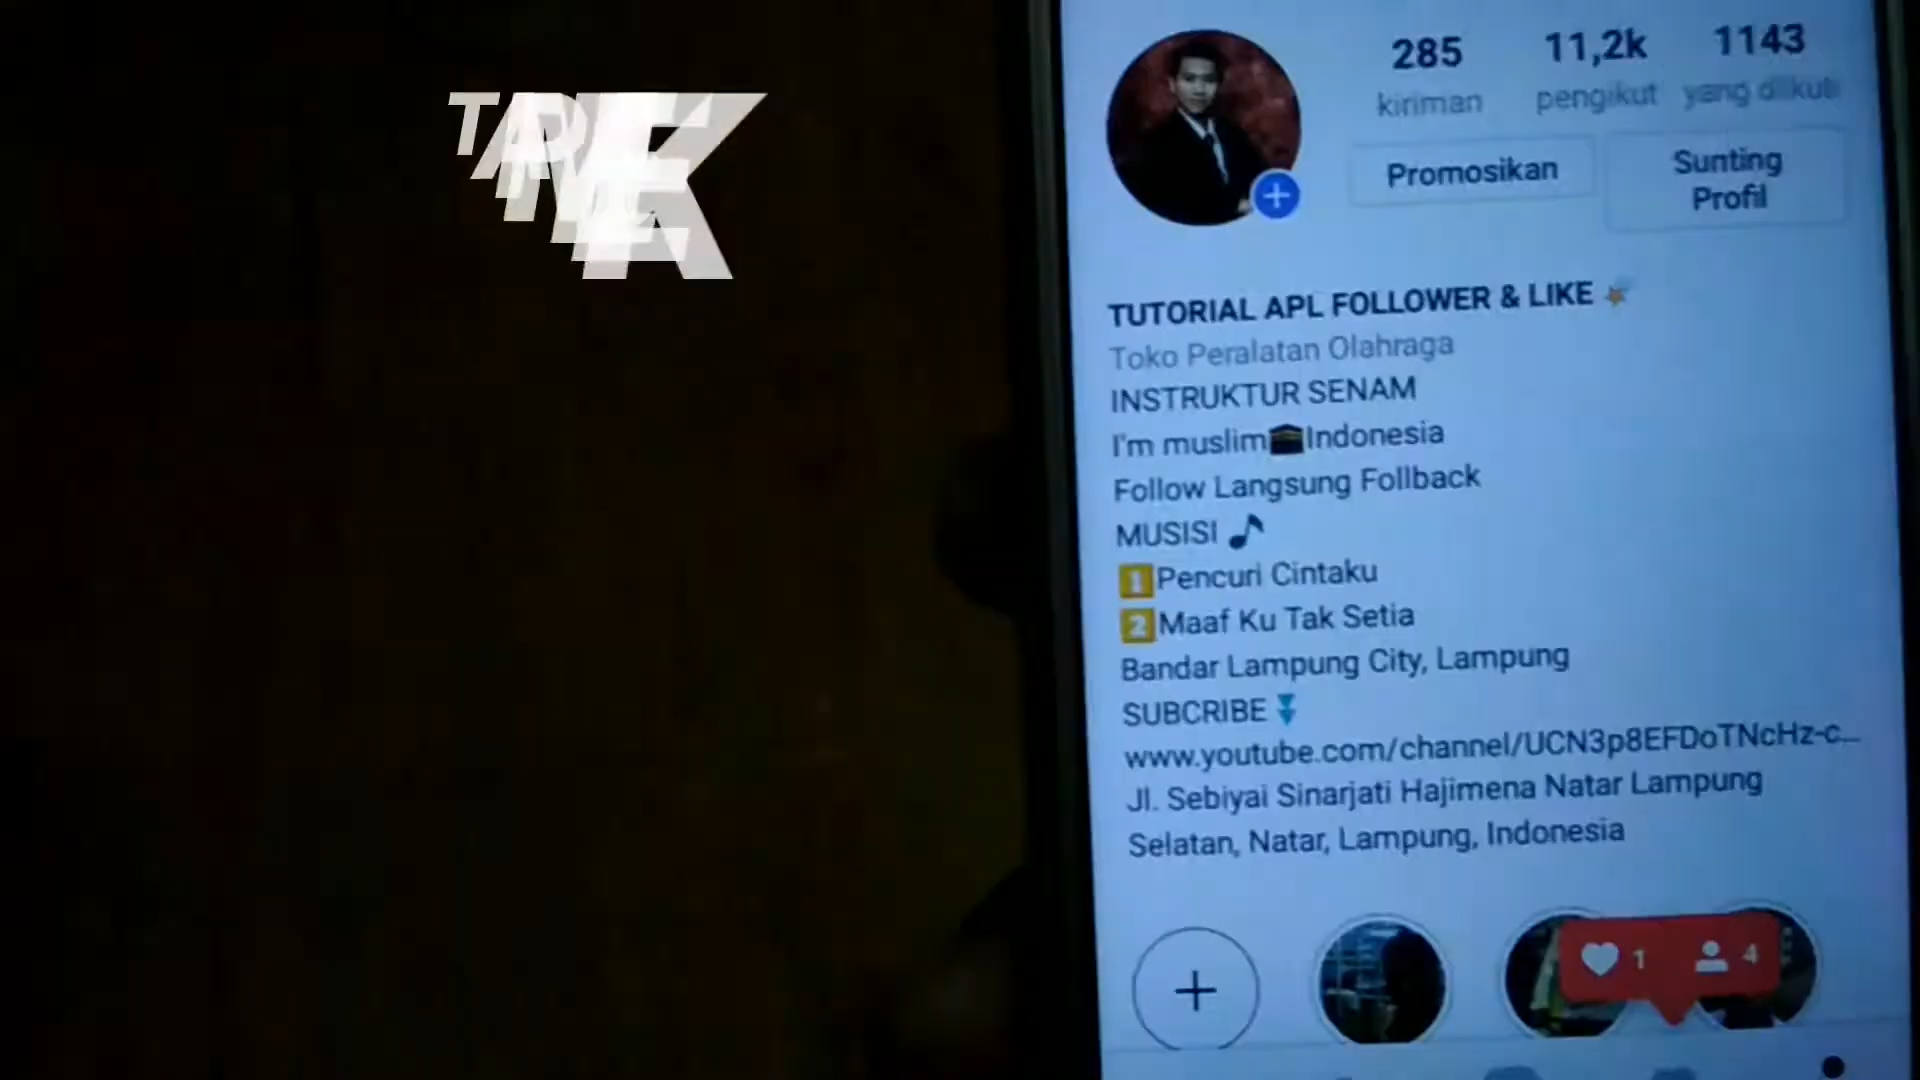 285 11,2k 1143
kiriman pengikut yang diikuti
Promosikan Sunting Profil
TUTORIAL APL FOLLOWER & LIKE
Toko Peralatan Olahraga
INSTRUKTUR SENAM
I'm muslim🕋Indonesia
Follow Langsung Follback
MUSISI 🎵
1️⃣Pencuri Cintaku
2️⃣Maaf Ku Tak Setia
Bandar Lampung City, Lampung
SUBCRIBE ⏬
www.youtube.com/channel/UCN3p8EFDoTNcHz-c...
Jl. Sebiyai Sinarjati Hajimena Natar Lampung
Selatan, Natar, Lampung, Indonesia
1 4